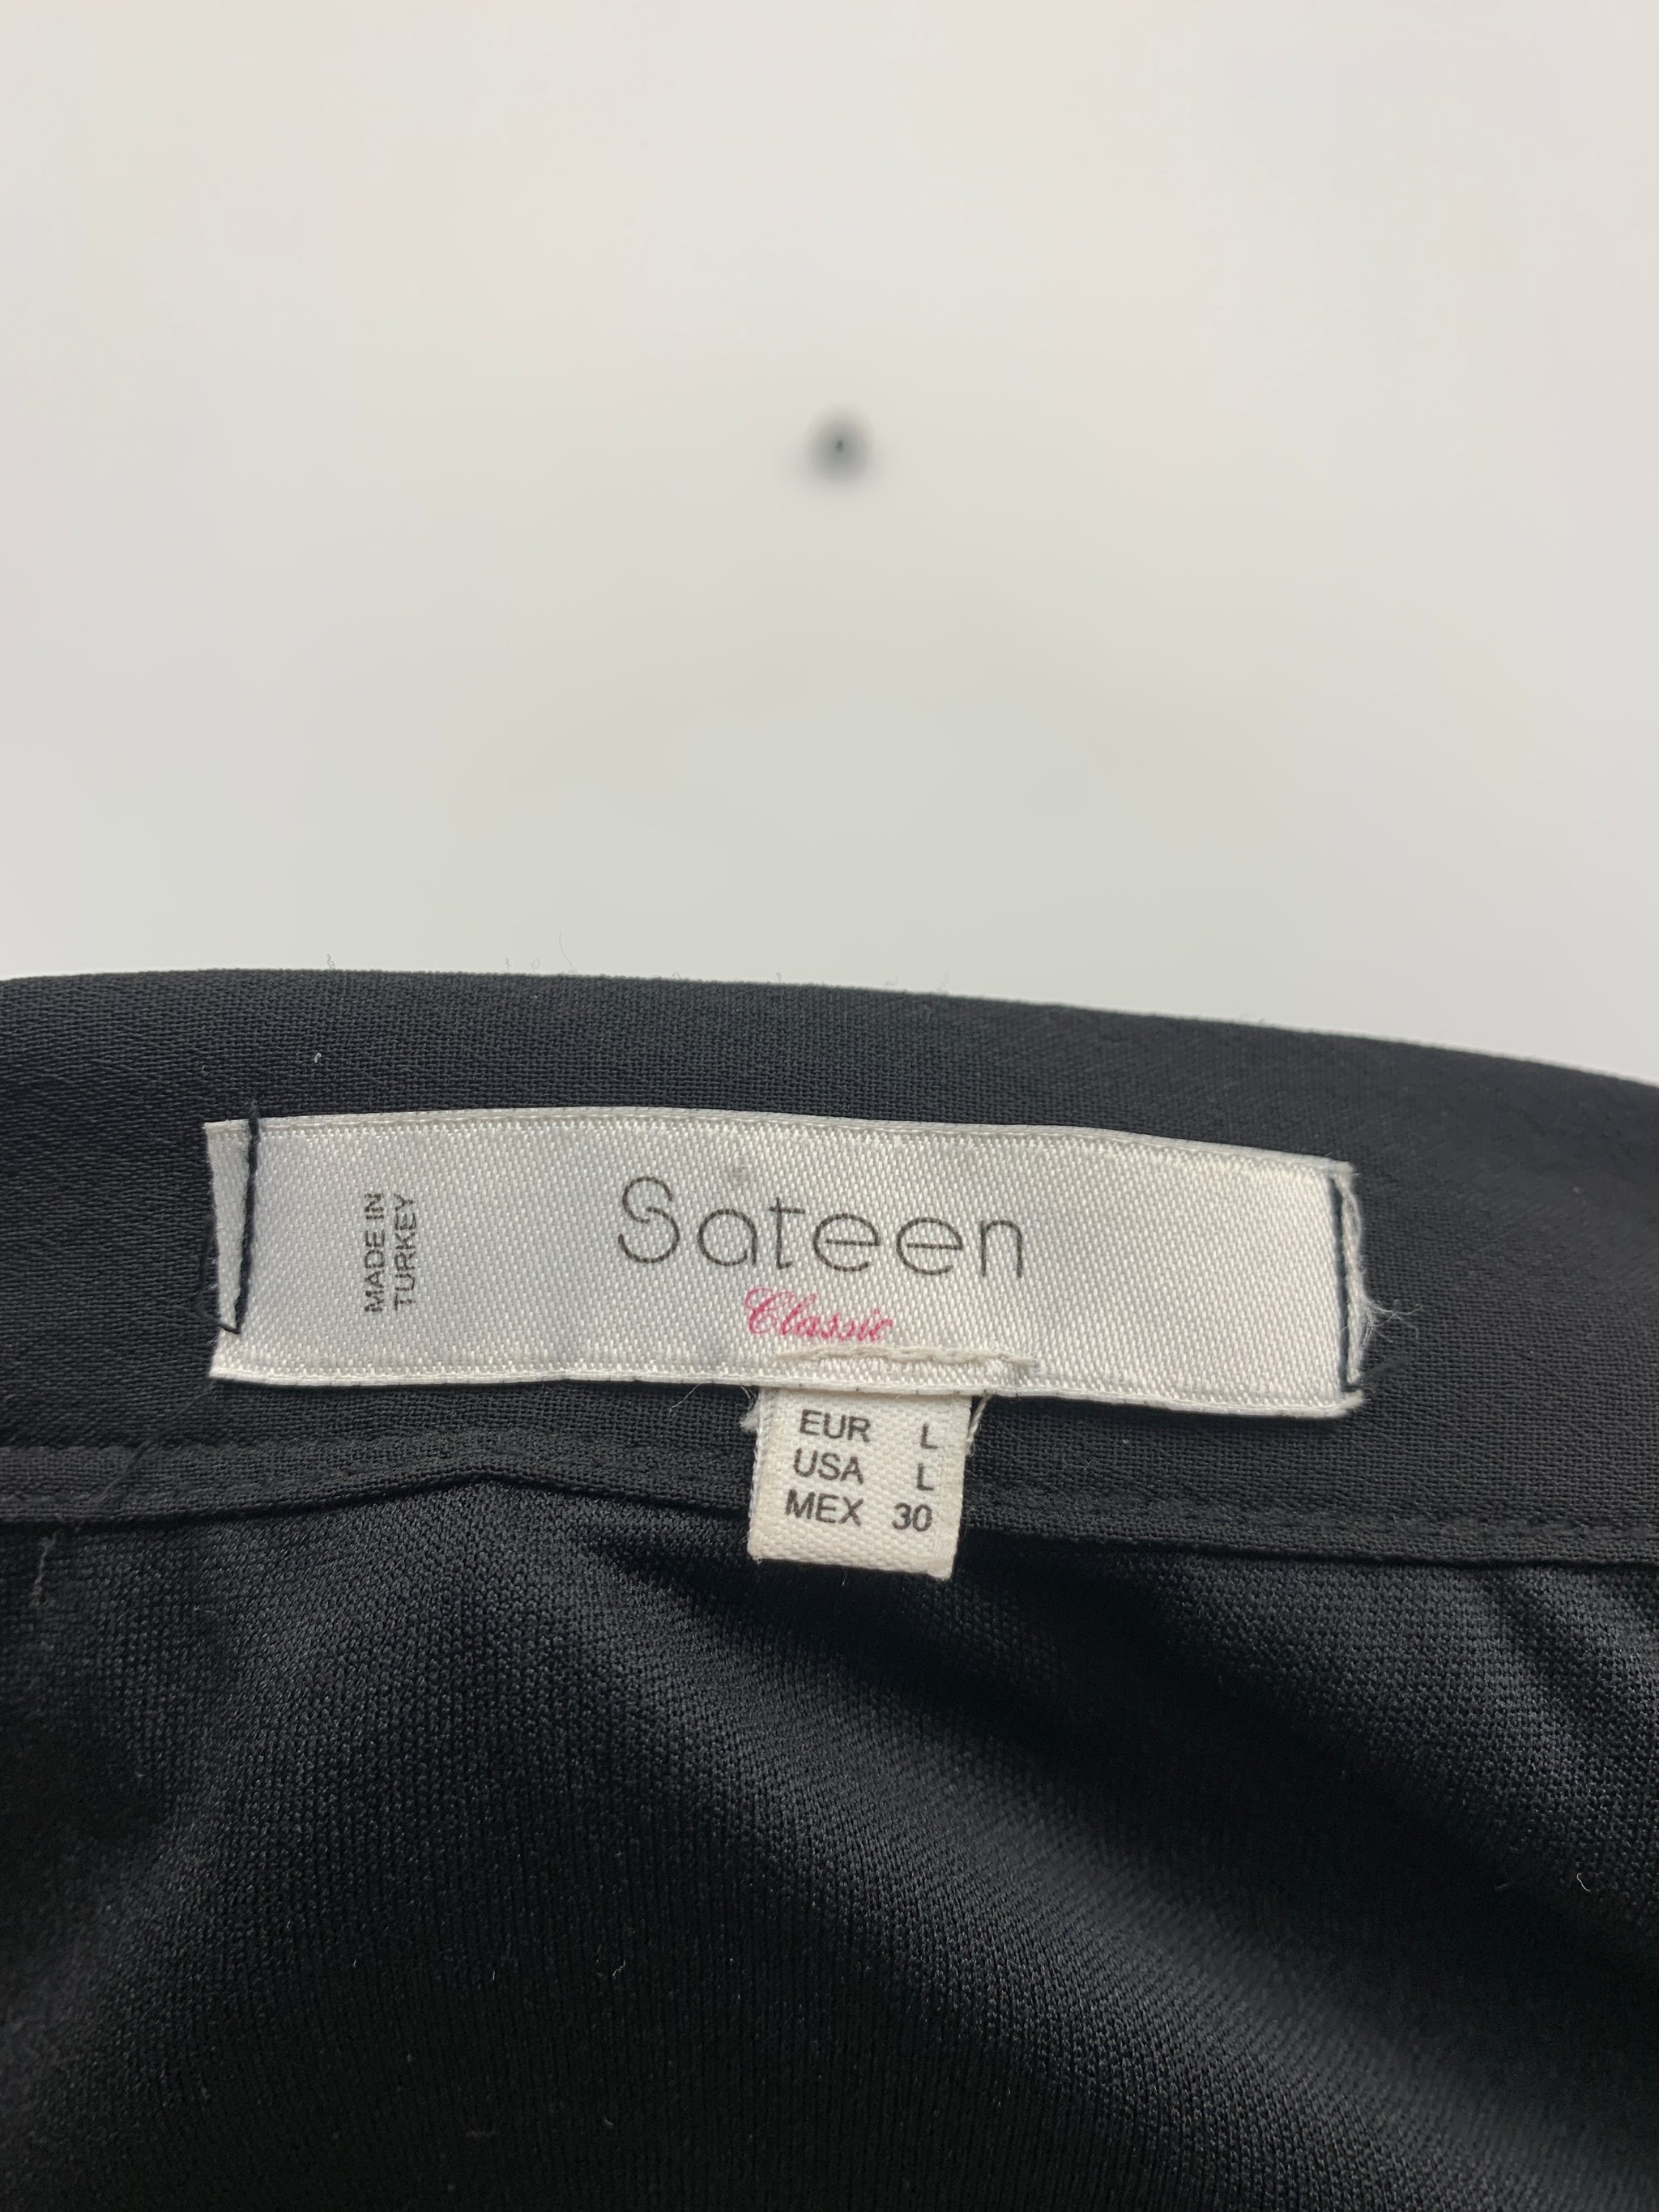 MADE IN
TURKEY
Sateen
Classic
EUR L
USA L
MEX 30